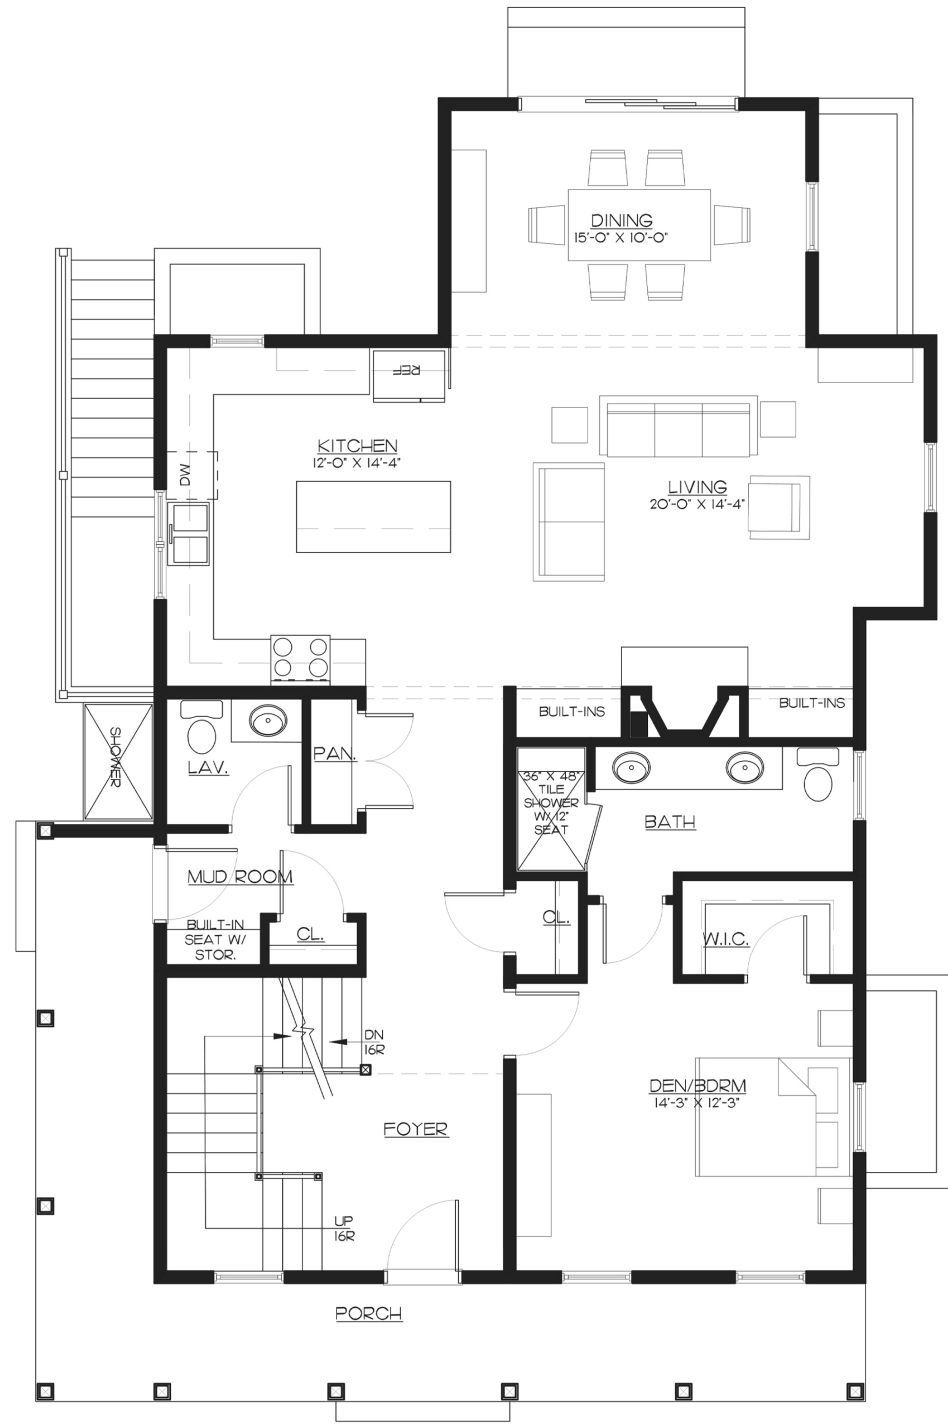 DINING
15'-0" X 10'-0"
REF
KITCHEN
12'-0" X 14'-4"
DW
LIVING
20'-0" X 14'-4"
BUILT-INS
BUILT-INS
SHOWER
LAV.
PAN.
36" X 48"
TILE
SHOWER
W/ 12"
SEAT
BATH
MUD ROOM
BUILT-IN
SEAT W/
STOR.
CL.
CL.
W.I.C.
DN
16R
DEN/BDRM
14'-3" X 12'-3"
FOYER
UP
16R
PORCH